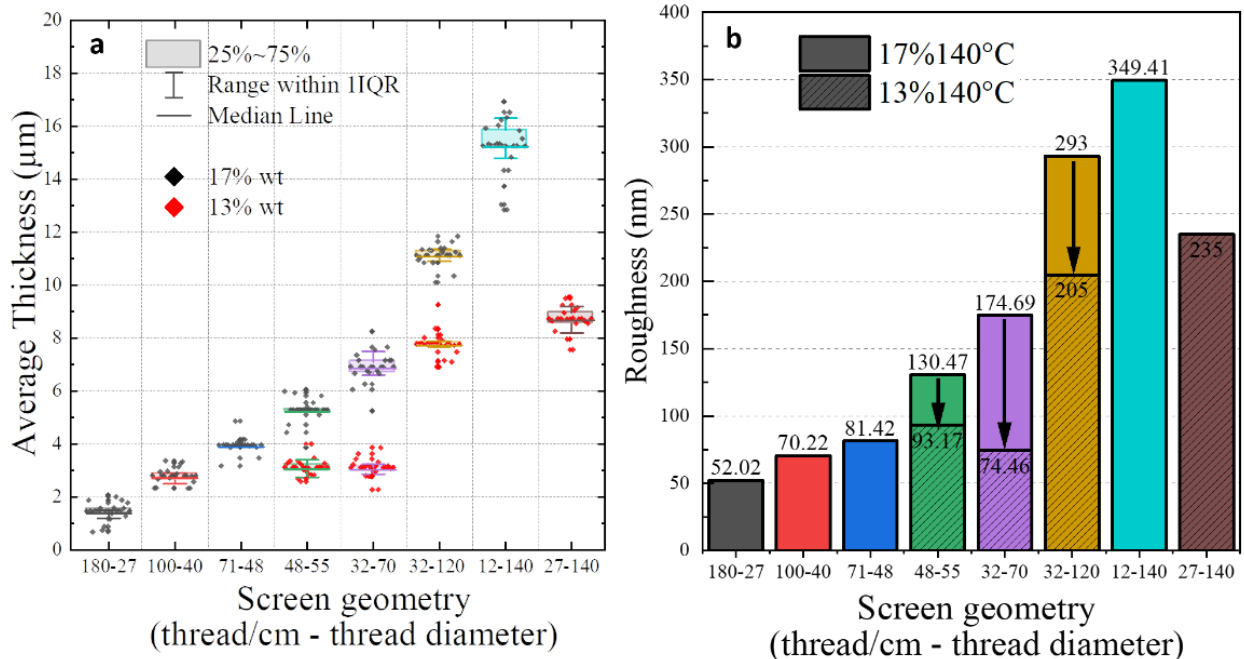 a
25%~75%
Range within 1IQR
Median Line
17% wt
13% wt
20
18
16
14
12
10
8
6
4
2
0
Average Thickness (μm)
180-27 100-40 71-48 48-55 32-70 32-120 12-140 27-140
Screen geometry
(thread/cm - thread diameter)
b
17%140°C
13%140°C
400
350
300
250
200
150
100
50
0
Roughness (nm)
52.02
70.22
81.42
130.47
93.17
174.69
74.46
293
205
349.41
235
180-27 100-40 71-48 48-55 32-70 32-120 12-140 27-140
Screen geometry
(thread/cm - thread diameter)